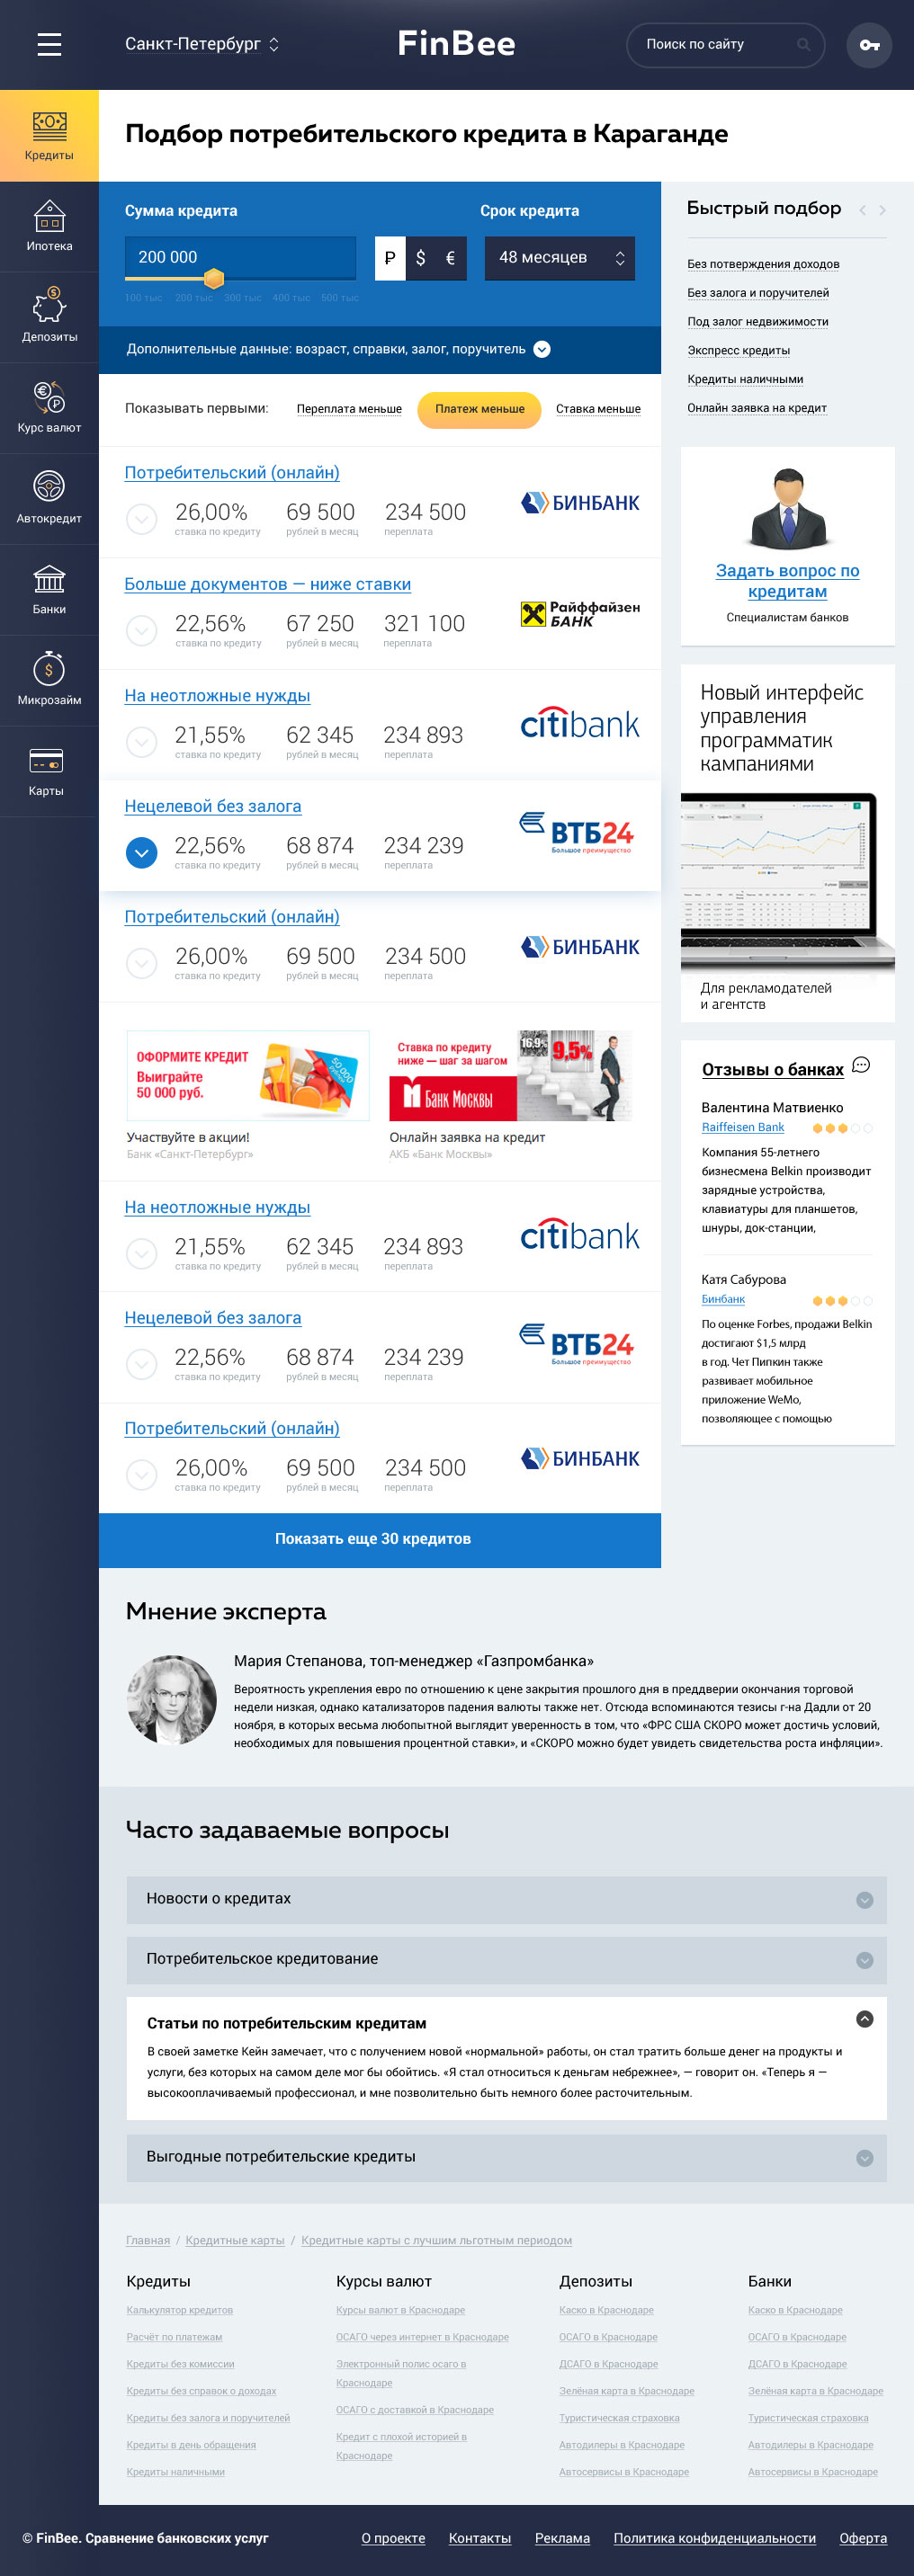 Санкт-Петербург
FinBee
Поиск по сайту
Кредиты
Ипотека
Депозиты
Курс валют
Автокредит
Банки
Микрозайм
Карты
Подбор потребительского кредита в Караганде
Сумма кредита
Срок кредита
200 000
₽ $ €
48 месяцев
100 тыс 200 тыс 300 тыс 400 тыс 500 тыс
Дополнительные данные: возраст, справки, залог, поручитель
Показывать первыми: Переплата меньше Платеж меньше Ставка меньше
Потребительский (онлайн)
26,00% 69 500 234 500
ставка по кредиту рублей в месяц переплата
БИНБАНК
Больше документов — ниже ставки
22,56% 67 250 321 100
ставка по кредиту рублей в месяц переплата
Райффайзен
БАНК
На неотложные нужды
21,55% 62 345 234 893
ставка по кредиту рублей в месяц переплата
citibank
Нецелевой без залога
22,56% 68 874 234 239
ставка по кредиту рублей в месяц переплата
ВТБ24
Большое преимущество
Потребительский (онлайн)
26,00% 69 500 234 500
ставка по кредиту рублей в месяц переплата
БИНБАНК
ОФОРМИТЕ КРЕДИТ
Выиграйте
50 000 руб.
50 000
Участвуйте в акции!
Банк «Санкт-Петербург»
Ставка по кредиту
ниже — шаг за шагом
Банк Москвы
16.9%
9,5%
Онлайн заявка на кредит
АКБ «Банк Москвы»
На неотложные нужды
21,55% 62 345 234 893
ставка по кредиту рублей в месяц переплата
citibank
Нецелевой без залога
22,56% 68 874 234 239
ставка по кредиту рублей в месяц переплата
ВТБ24
Большое преимущество
Потребительский (онлайн)
26,00% 69 500 234 500
ставка по кредиту рублей в месяц переплата
БИНБАНК
Показать еще 30 кредитов
Быстрый подбор
Без потверждения доходов
Без залога и поручителей
Под залог недвижимости
Экспресс кредиты
Кредиты наличными
Онлайн заявка на кредит
Задать вопрос по
кредитам
Специалистам банков
Новый интерфейс
управления
программатик
кампаниями
Для рекламодателей
и агентств
Отзывы о банках
Валентина Матвиенко
Raiffeisen Bank
Компания 55-летнего
бизнесмена Belkin производит
зарядные устройства,
клавиатуры для планшетов,
шнуры, док-станции,
Катя Сабурова
Бинбанк
По оценке Forbes, продажи Belkin
достигают $1,5 млрд
в год. Чет Пипкин также
развивает мобильное
приложение WeMo,
позволяющее с помощью
Мнение эксперта
Мария Степанова, топ-менеджер «Газпромбанка»
Вероятность укрепления евро по отношению к цене закрытия прошлого дня в преддверии окончания торговой
недели низкая, однако катализаторов падения валюты также нет. Отсюда вспоминаются тезисы г-на Дадли от 20
ноября, в которых весьма любопытной выглядит уверенность в том, что «ФРС США СКОРО может достичь условий,
необходимых для повышения процентной ставки», и «СКОРО можно будет увидеть свидетельства роста инфляции».
Часто задаваемые вопросы
Новости о кредитах
Потребительское кредитование
Статьи по потребительским кредитам
В своей заметке Кейн замечает, что с получением новой «нормальной» работы, он стал тратить больше денег на продукты и
услуги, без которых на самом деле мог бы обойтись. «Я стал относиться к деньгам небрежнее», — говорит он. «Теперь я —
высокооплачиваемый профессионал, и мне позволительно быть немного более расточительным.
Выгодные потребительские кредиты
Главная / Кредитные карты / Кредитные карты с лучшим льготным периодом
Кредиты
Калькулятор кредитов
Расчёт по платежам
Кредиты без комиссии
Кредиты без справок о доходах
Кредиты без залога и поручителей
Кредиты в день обращения
Кредиты наличными
Курсы валют
Курсы валют в Краснодаре
ОСАГО через интернет в Краснодаре
Электронный полис осаго в
Краснодаре
ОСАГО с доставкой в Краснодаре
Кредит с плохой историей в
Краснодаре
Депозиты
Каско в Краснодаре
ОСАГО в Краснодаре
ДСАГО в Краснодаре
Зелёная карта в Краснодаре
Туристическая страховка
Автодилеры в Краснодаре
Автосервисы в Краснодаре
Банки
Каско в Краснодаре
ОСАГО в Краснодаре
ДСАГО в Краснодаре
Зелёная карта в Краснодаре
Туристическая страховка
Автодилеры в Краснодаре
Автосервисы в Краснодаре
© FinBee. Сравнение банковских услуг
О проекте Контакты Реклама Политика конфиденциальности Оферта